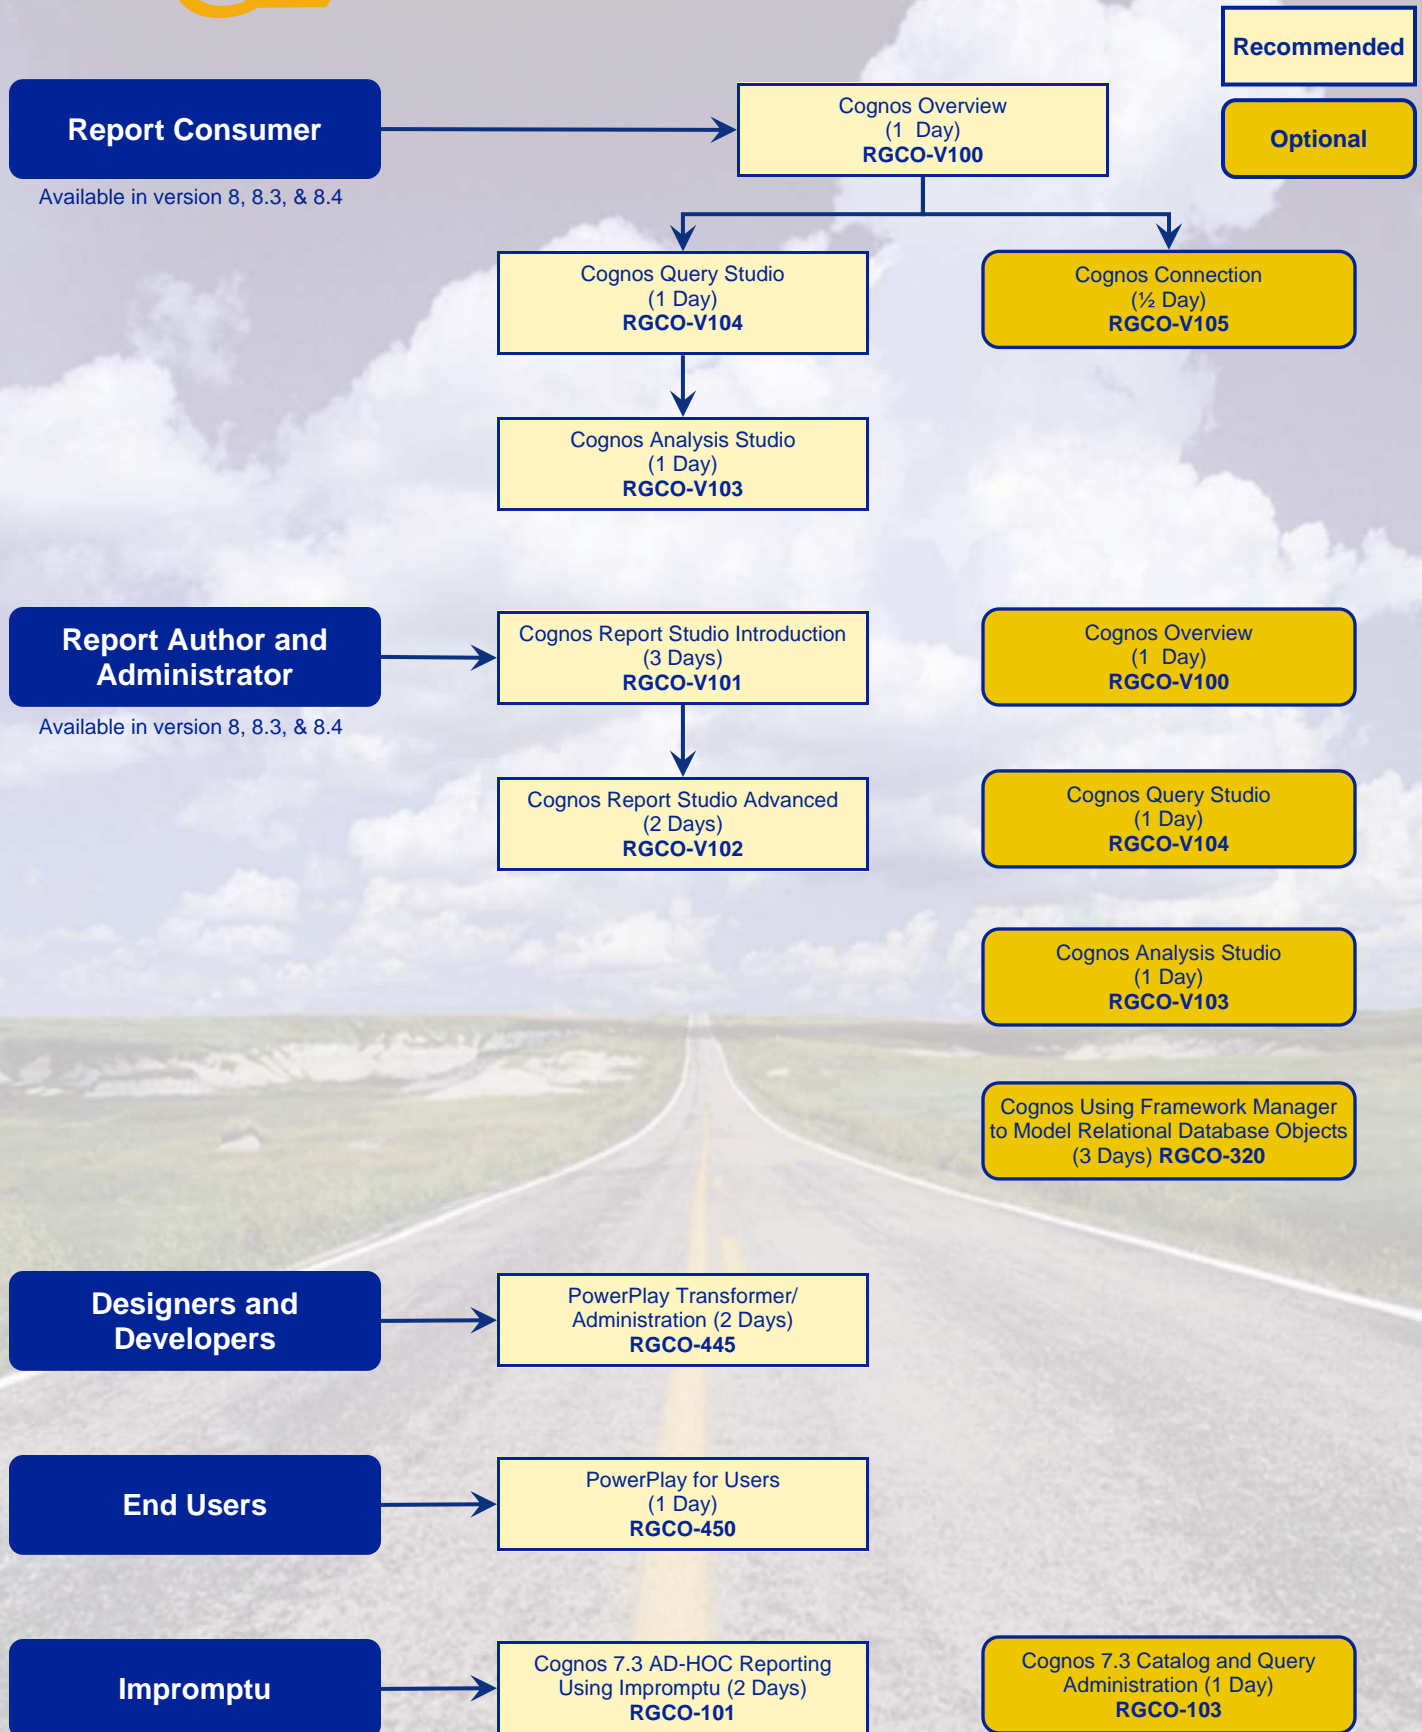 Recommended
Optional
Report Consumer
Available in version 8, 8.3, & 8.4
Cognos Overview
(1  Day)
RGCO-V100
Cognos Query Studio
(1 Day)
RGCO-V104
Cognos Connection
(½ Day)
RGCO-V105
Cognos Analysis Studio
(1 Day)
RGCO-V103
Report Author and
Administrator
Available in version 8, 8.3, & 8.4
Cognos Report Studio Introduction
(3 Days)
RGCO-V101
Cognos Overview
(1  Day)
RGCO-V100
Cognos Report Studio Advanced
(2 Days)
RGCO-V102
Cognos Query Studio
(1 Day)
RGCO-V104
Cognos Analysis Studio
(1 Day)
RGCO-V103
Cognos Using Framework Manager
to Model Relational Database Objects
(3 Days) RGCO-320
Designers and
Developers
PowerPlay Transformer/
Administration (2 Days)
RGCO-445
End Users
PowerPlay for Users
(1 Day)
RGCO-450
Impromptu
Cognos 7.3 AD-HOC Reporting
Using Impromptu (2 Days)
RGCO-101
Cognos 7.3 Catalog and Query
Administration (1 Day)
RGCO-103